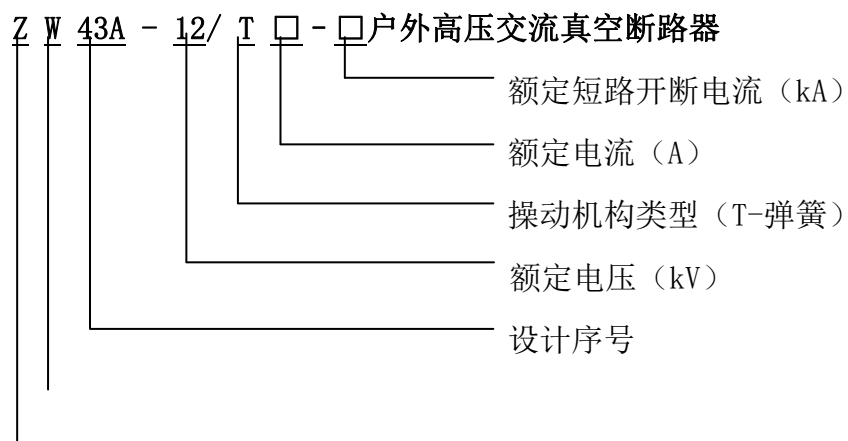 Z W 43A - 12/ T □ - □户外高压交流真空断路器
额定短路开断电流（kA）
额定电流（A）
操动机构类型（T-弹簧）
额定电压（kV）
设计序号